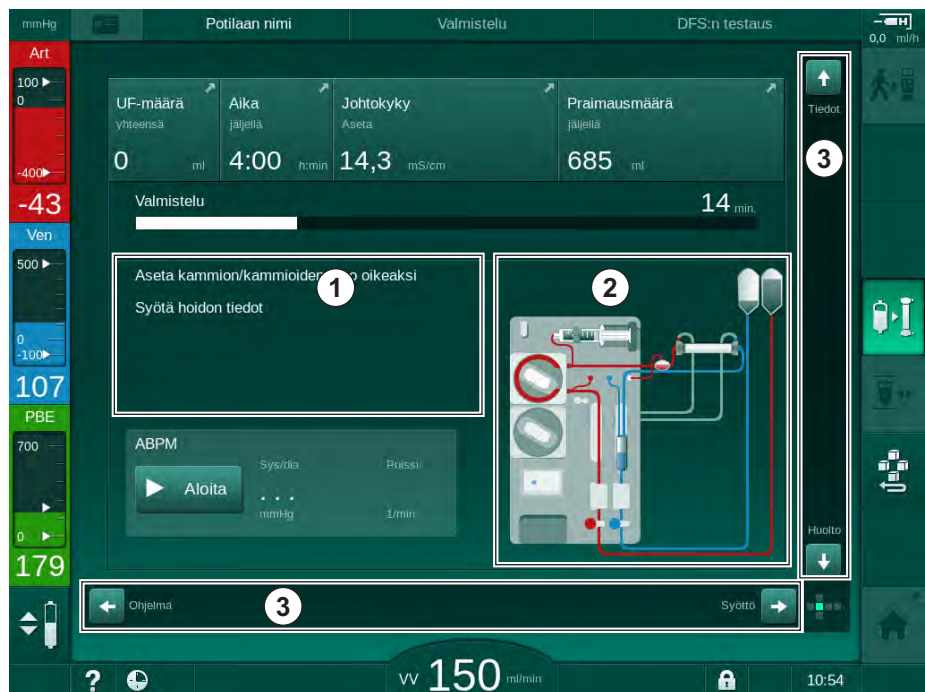 mmHg
Potilaan nimi
Valmistelu
DFS:n testaus
0,0 ml/h
Art
100
0
-400
-43
Ven
500
0
-100
107
PBE
700
0
179
UF-määrä
yhteensä
0 ml
Aika
jäljellä
4:00 h:min
Johtokyky
Aseta
14,3 mS/cm
Praimausmäärä
jäljellä
685 ml
Valmistelu
14 min.
Aseta kammion/kammioiden o oikeaksi
1
Syötä hoidon tiedot
2
ABPM
Aloita
Sys/dia
. . .
mmHg
Pulssi
1/min
Tiedot
3
Huolto
Ohjelma
3
Syöttö
?
VV 150 ml/min
10:54